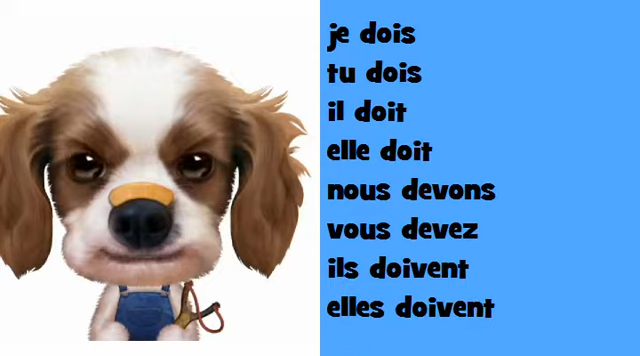 je dois
tu dois
il doit
elle doit
nous devons
vous devez
ils doivent
elles doivent